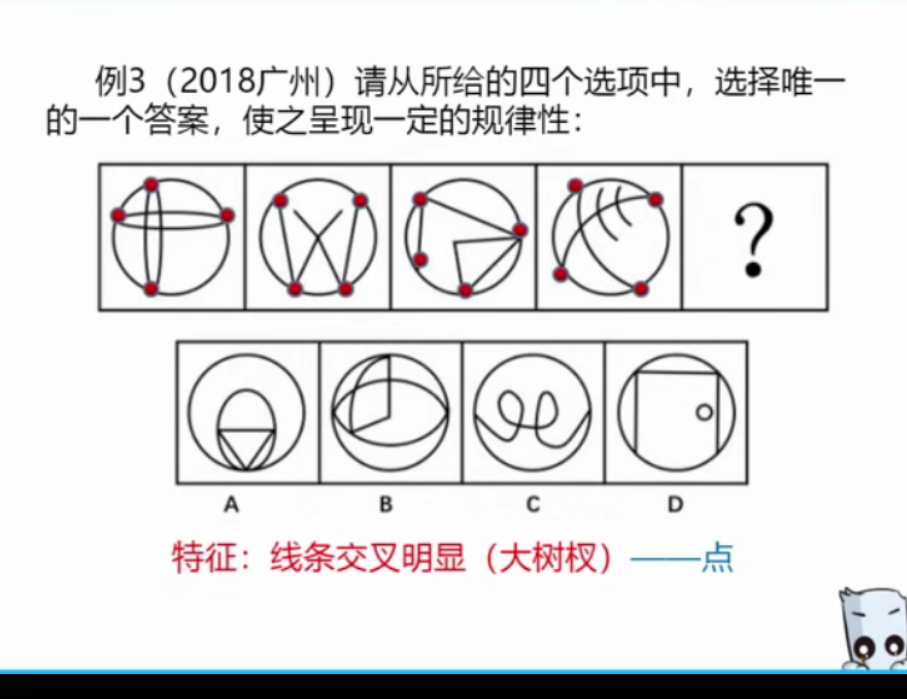 例3（2018广州）请从所给的四个选项中，选择唯一
的一个答案，使之呈现一定的规律性：
?
A B C D
特征：线条交叉明显（大树杈）——点